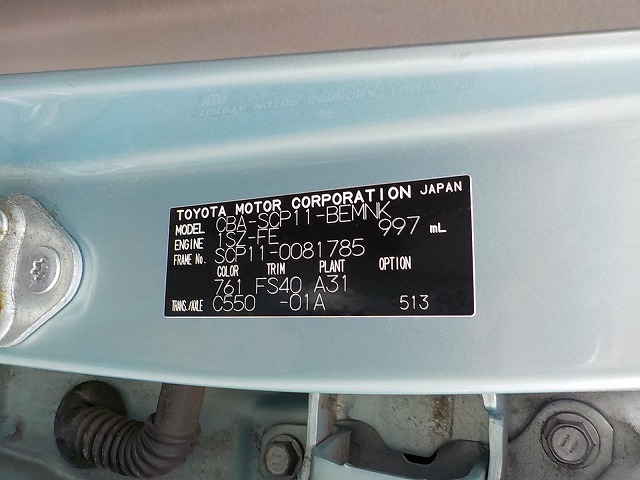 TOYOTA MOTOR CORPORATION JAPAN
MODEL CBA-SCP11-BEMNK
ENGINE 1SZ-FE 997 mL
FRAME No. SCP11-0081785
COLOR TRIM PLANT OPTION
761 FS40 A31
TRANS./AXLE C550 -01A 513